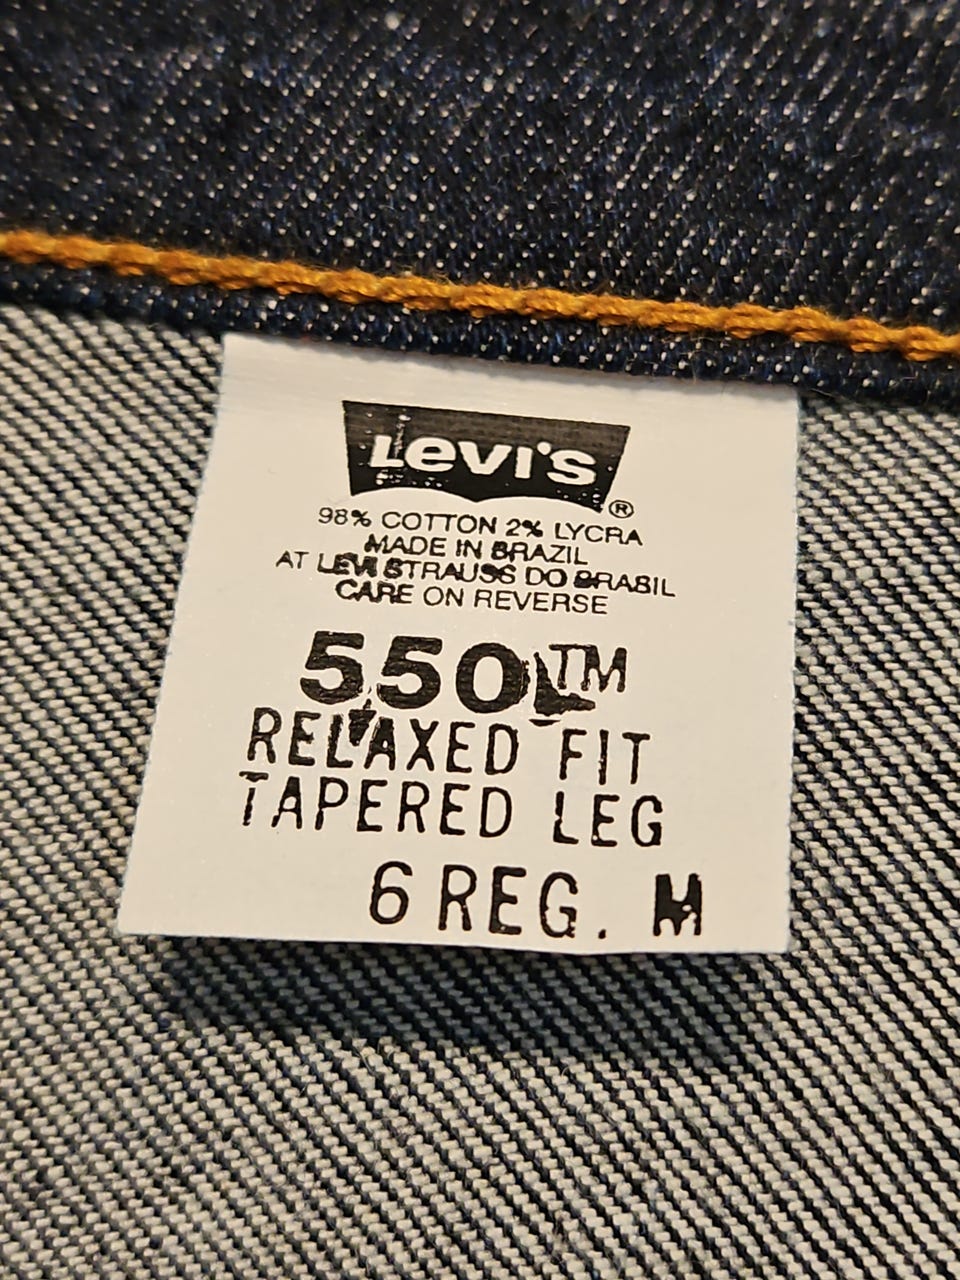 Levi's®
98% COTTON 2% LYCRA
MADE IN BRAZIL
AT LEVI STRAUSS DO BRASIL
CARE ON REVERSE
550™
RELAXED FIT
TAPERED LEG
6 REG. M